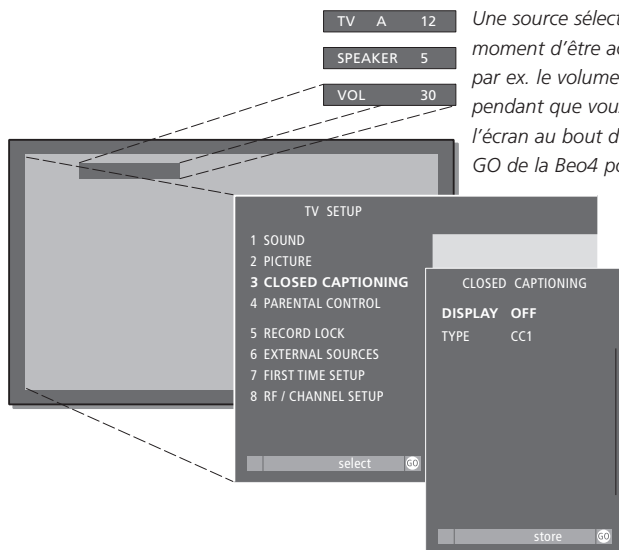 TV A 12
SPEAKER 5
VOL 30
Une source sélect
moment d'être a
par ex. le volume
pendant que vou
l'écran au bout d
GO de la Beo4 po
TV SETUP
1 SOUND
2 PICTURE
3 CLOSED CAPTIONING
4 PARENTAL CONTROL
5 RECORD LOCK
6 EXTERNAL SOURCES
7 FIRST TIME SETUP
8 RF / CHANNEL SETUP
select GO
CLOSED CAPTIONING
DISPLAY OFF
TYPE CC1
store GO